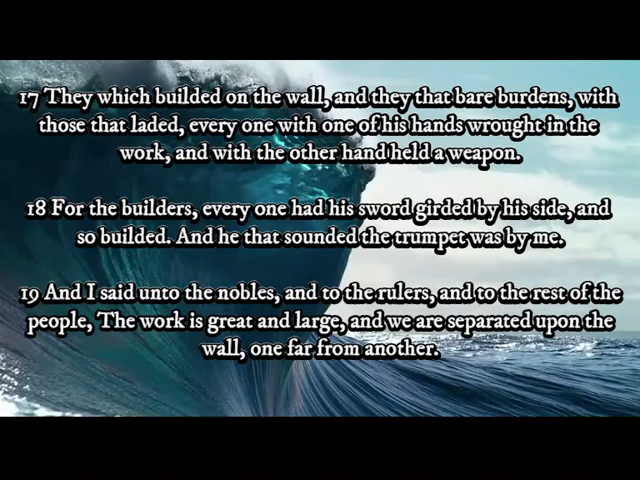 17 They which builded on the wall, and they that bare burdens, with
those that laded, every one with one of his hands wrought in the
work, and with the other hand held a weapon.
18 For the builders, every one had his sword girded by his side, and
so builded. And he that sounded the trumpet was by me.
19 And I said unto the nobles, and to the rulers, and to the rest of the
people, The work is great and large, and we are separated upon the
wall, one far from another.